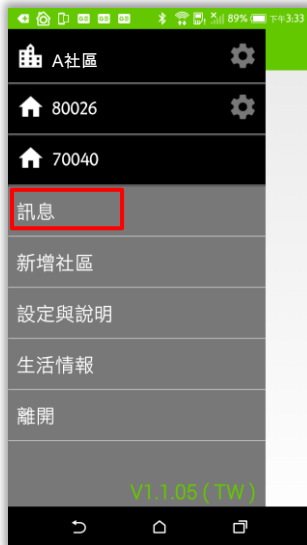 89% 下午3:33
A社區
80026
70040
訊息
新增社區
設定與說明
生活情報
離開
V1.1.05 ( TW )